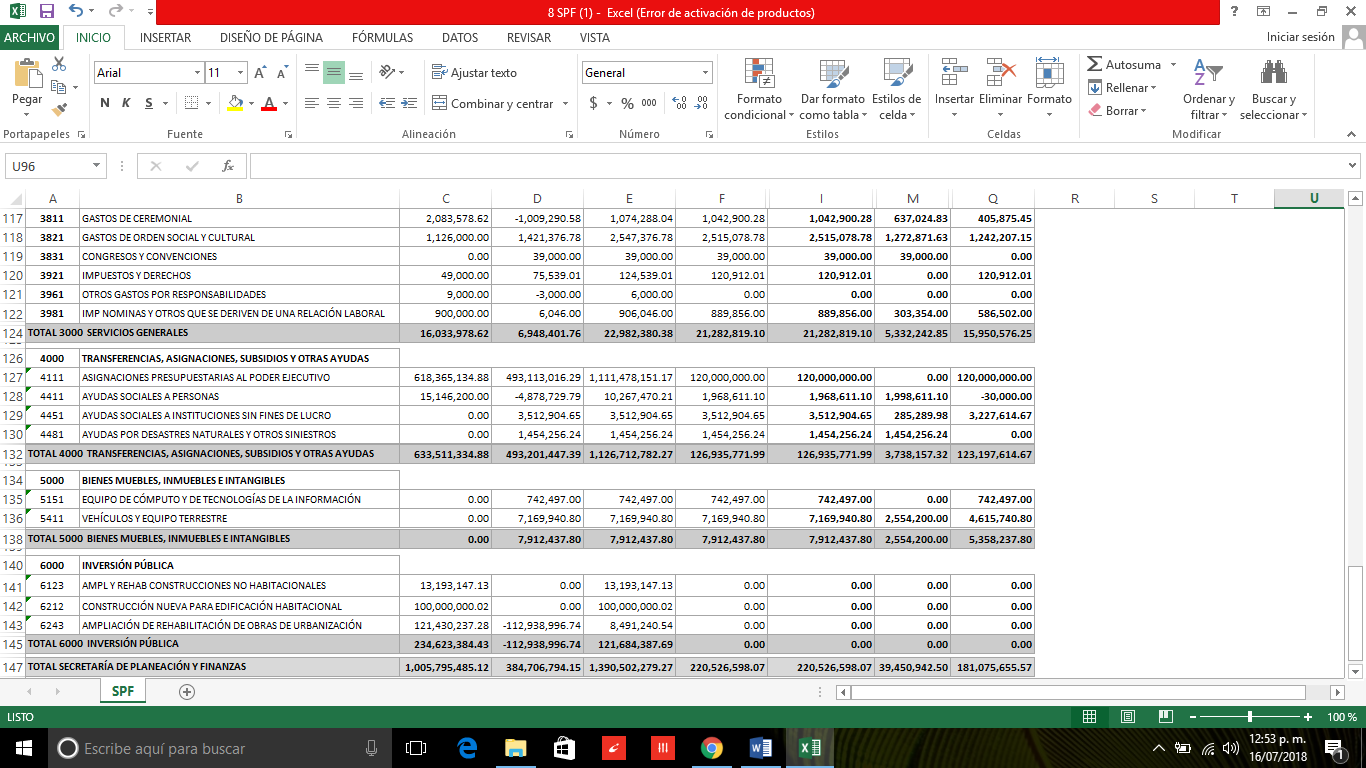 8 SPF (1) - Excel (Error de activación de productos)
ARCHIVO INICIO INSERTAR DISEÑO DE PÁGINA FÓRMULAS DATOS REVISAR VISTA Iniciar sesión
Pegar Arial 11 Ajustar texto General Formato condicional Dar formato como tabla Estilos de celda Insertar Eliminar Formato Autosuma Rellenar Borrar Ordenar y filtrar Buscar y seleccionar
N K S Combinar y centrar $ % 000
Portapapeles Fuente Alineación Número Estilos Celdas Modificar
U96 fx
A B C D E F I M Q R S T U
117 3811 GASTOS DE CEREMONIAL 2,083,578.62 -1,009,290.58 1,074,288.04 1,042,900.28 1,042,900.28 637,024.83 405,875.45
118 3821 GASTOS DE ORDEN SOCIAL Y CULTURAL 1,126,000.00 1,421,376.78 2,547,376.78 2,515,078.78 2,515,078.78 1,272,871.63 1,242,207.15
119 3831 CONGRESOS Y CONVENCIONES 0.00 39,000.00 39,000.00 39,000.00 39,000.00 39,000.00 0.00
120 3921 IMPUESTOS Y DERECHOS 49,000.00 75,539.01 124,539.01 120,912.01 120,912.01 0.00 120,912.01
121 3961 OTROS GASTOS POR RESPONSABILIDADES 9,000.00 -3,000.00 6,000.00 0.00 0.00 0.00 0.00
122 3981 IMP NOMINAS Y OTROS QUE SE DERIVEN DE UNA RELACIÓN LABORAL 900,000.00 6,046.00 906,046.00 889,856.00 889,856.00 303,354.00 586,502.00
124 TOTAL 3000 SERVICIOS GENERALES 16,033,978.62 6,948,401.76 22,982,380.38 21,282,819.10 21,282,819.10 5,332,242.85 15,950,576.25
126 4000 TRANSFERENCIAS, ASIGNACIONES, SUBSIDIOS Y OTRAS AYUDAS
127 4111 ASIGNACIONES PRESUPUESTARIAS AL PODER EJECUTIVO 618,365,134.88 493,113,016.29 1,111,478,151.17 120,000,000.00 120,000,000.00 0.00 120,000,000.00
128 4411 AYUDAS SOCIALES A PERSONAS 15,146,200.00 -4,878,729.79 10,267,470.21 1,968,611.10 1,968,611.10 1,998,611.10 -30,000.00
129 4451 AYUDAS SOCIALES A INSTITUCIONES SIN FINES DE LUCRO 0.00 3,512,904.65 3,512,904.65 3,512,904.65 3,512,904.65 285,289.98 3,227,614.67
130 4481 AYUDAS POR DESASTRES NATURALES Y OTROS SINIESTROS 0.00 1,454,256.24 1,454,256.24 1,454,256.24 1,454,256.24 1,454,256.24 0.00
132 TOTAL 4000 TRANSFERENCIAS, ASIGNACIONES, SUBSIDIOS Y OTRAS AYUDAS 633,511,334.88 493,201,447.39 1,126,712,782.27 126,935,771.99 126,935,771.99 3,738,157.32 123,197,614.67
134 5000 BIENES MUEBLES, INMUEBLES E INTANGIBLES
135 5151 EQUIPO DE CÓMPUTO Y DE TECNOLOGÍAS DE LA INFORMACIÓN 0.00 742,497.00 742,497.00 742,497.00 742,497.00 0.00 742,497.00
136 5411 VEHÍCULOS Y EQUIPO TERRESTRE 0.00 7,169,940.80 7,169,940.80 7,169,940.80 7,169,940.80 2,554,200.00 4,615,740.80
138 TOTAL 5000 BIENES MUEBLES, INMUEBLES E INTANGIBLES 0.00 7,912,437.80 7,912,437.80 7,912,437.80 7,912,437.80 2,554,200.00 5,358,237.80
140 6000 INVERSIÓN PÚBLICA
141 6123 AMPL Y REHAB CONSTRUCCIONES NO HABITACIONALES 13,193,147.13 0.00 13,193,147.13 0.00 0.00 0.00 0.00
142 6212 CONSTRUCCIÓN NUEVA PARA EDIFICACIÓN HABITACIONAL 100,000,000.02 0.00 100,000,000.02 0.00 0.00 0.00 0.00
143 6243 AMPLIACIÓN DE REHABILITACIÓN DE OBRAS DE URBANIZACIÓN 121,430,237.28 -112,938,996.74 8,491,240.54 0.00 0.00 0.00 0.00
145 TOTAL 6000 INVERSIÓN PÚBLICA 234,623,384.43 -112,938,996.74 121,684,387.69 0.00 0.00 0.00 0.00
147 TOTAL SECRETARÍA DE PLANEACIÓN Y FINANZAS 1,005,795,485.12 384,706,794.15 1,390,502,279.27 220,526,598.07 220,526,598.07 39,450,942.50 181,075,655.57
SPF
LISTO 100 %
Escribe aquí para buscar 12:53 p. m.
16/07/2018